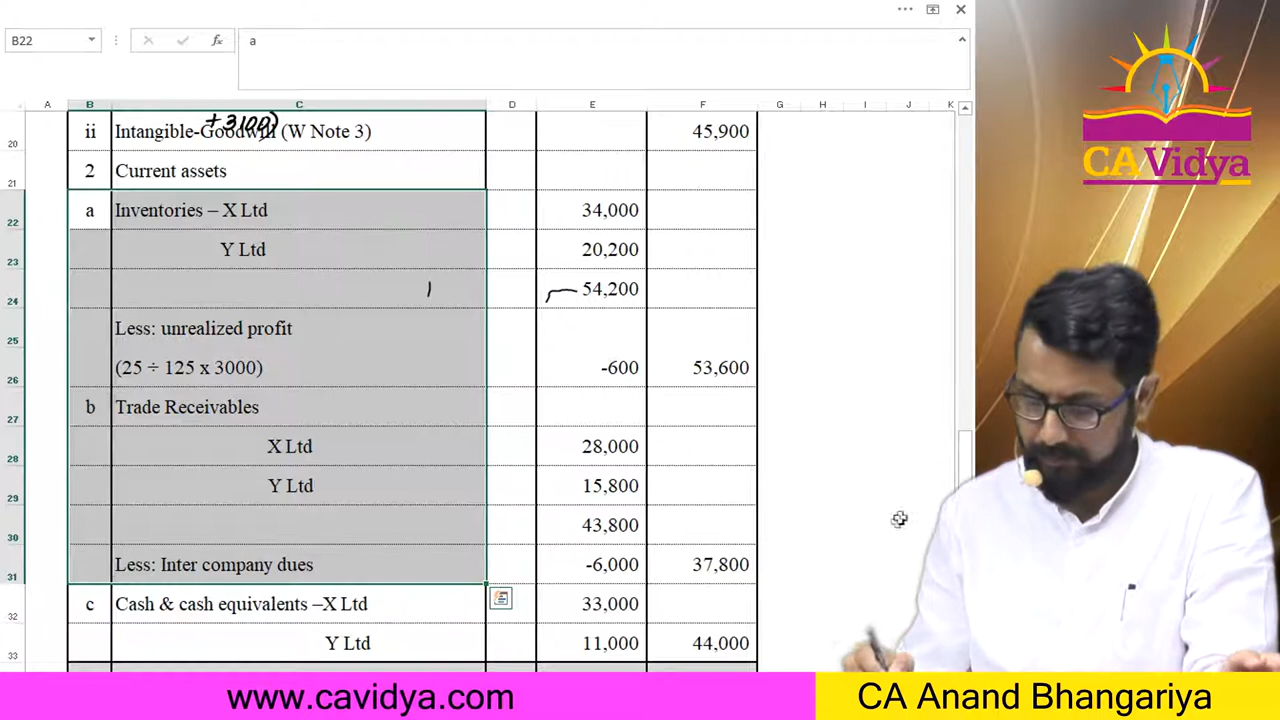 B22
fx
a
A B C D E F G H I J K
+3100)
20 ii Intangible-Goodwill (W Note 3) 45,900
21 2 Current assets
22 a Inventories – X Ltd 34,000
23 Y Ltd 20,200
24 54,200
25 Less: unrealized profit
26 (25 ÷ 125 x 3000) -600 53,600
27 b Trade Receivables
28 X Ltd 28,000
29 Y Ltd 15,800
30 43,800
31 Less: Inter company dues -6,000 37,800
32 c Cash & cash equivalents –X Ltd 33,000
33 Y Ltd 11,000 44,000
CA Vidya
www.cavidya.com
CA Anand Bhangariya